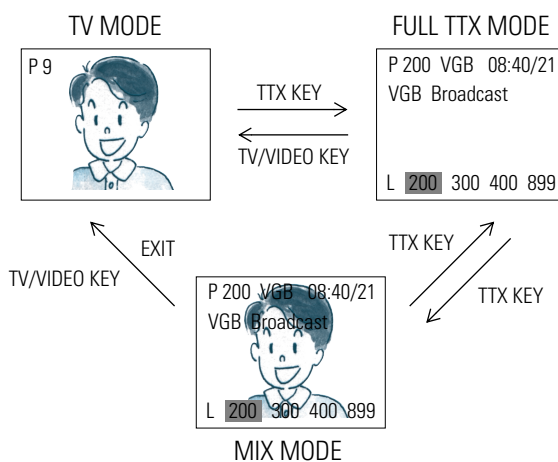 TV MODE
FULL TTX MODE
P 9
P 200 VGB 08:40/21
VGB Broadcast
L 200 300 400 899
TTX KEY
TV/VIDEO KEY
EXIT
TV/VIDEO KEY
TTX KEY
TTX KEY
P 200 VGB 08:40/21
VGB Broadcast
L 200 300 400 899
MIX MODE